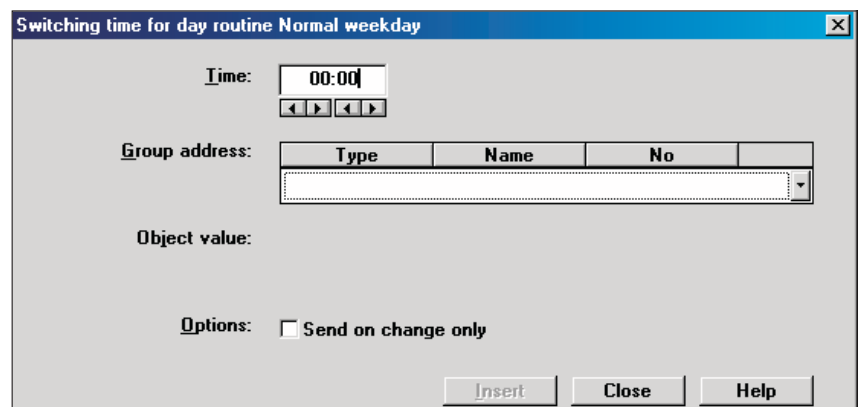 Switching time for day routine Normal weekday
Time: 00:00
Group address: Type Name No
Object value:
Options: Send on change only
Insert Close Help